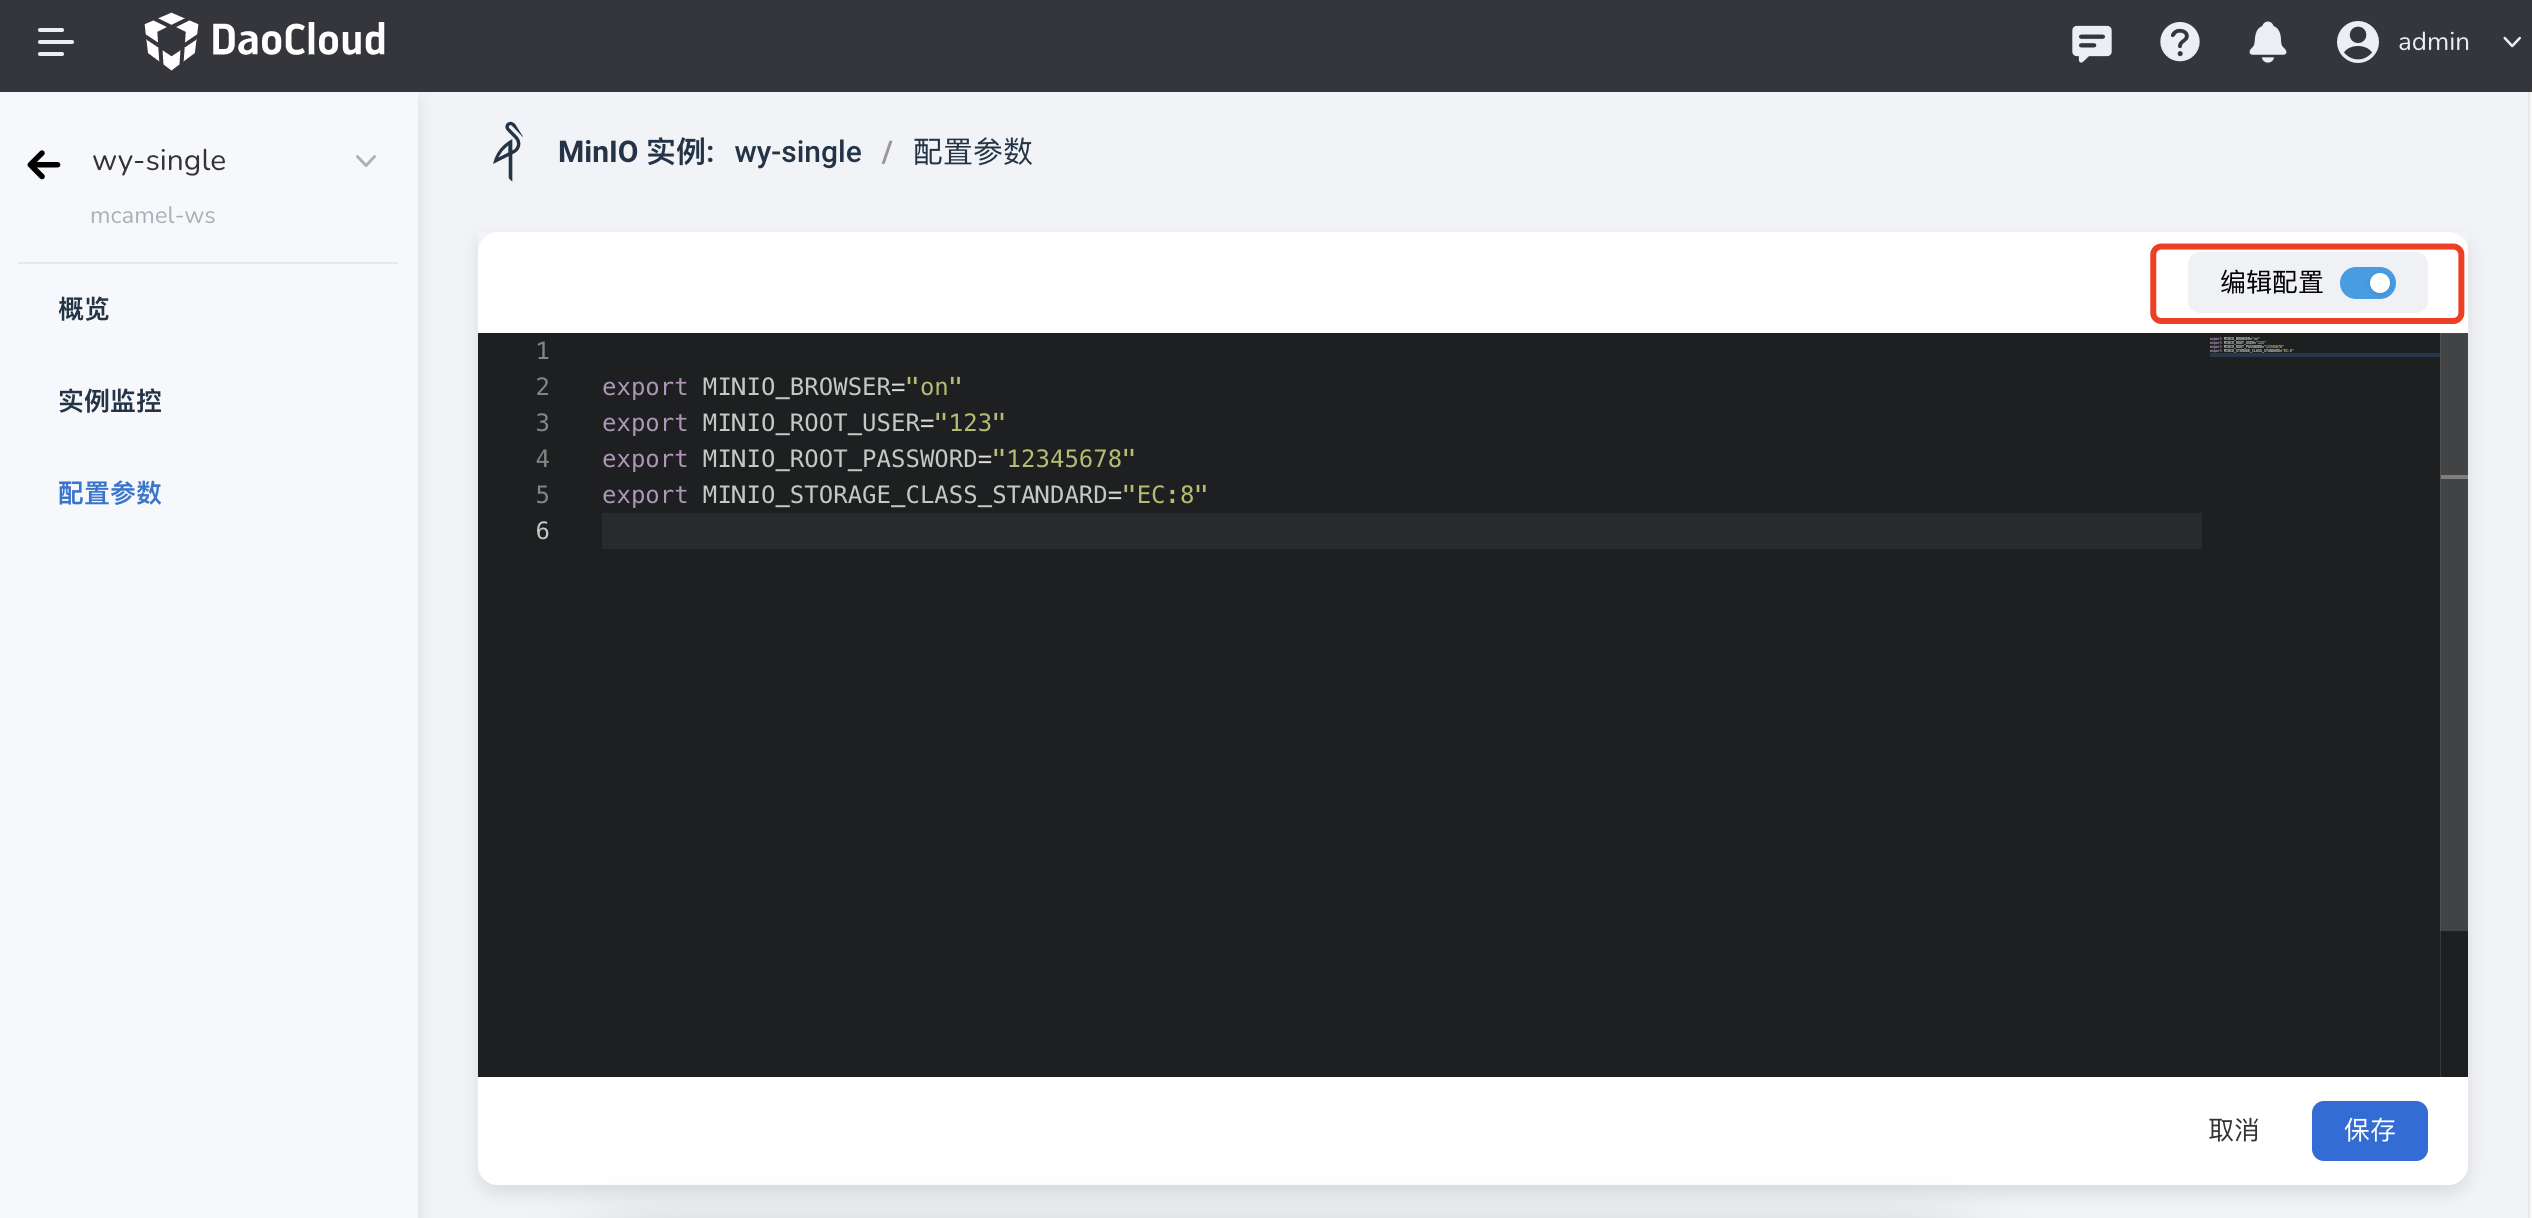 DaoCloud
admin
wy-single
mcamel-ws
概览
实例监控
配置参数
MinIO 实例: wy-single / 配置参数
编辑配置
1
2 export MINIO_BROWSER="on"
3 export MINIO_ROOT_USER="123"
4 export MINIO_ROOT_PASSWORD="12345678"
5 export MINIO_STORAGE_CLASS_STANDARD="EC:8"
6
取消
保存